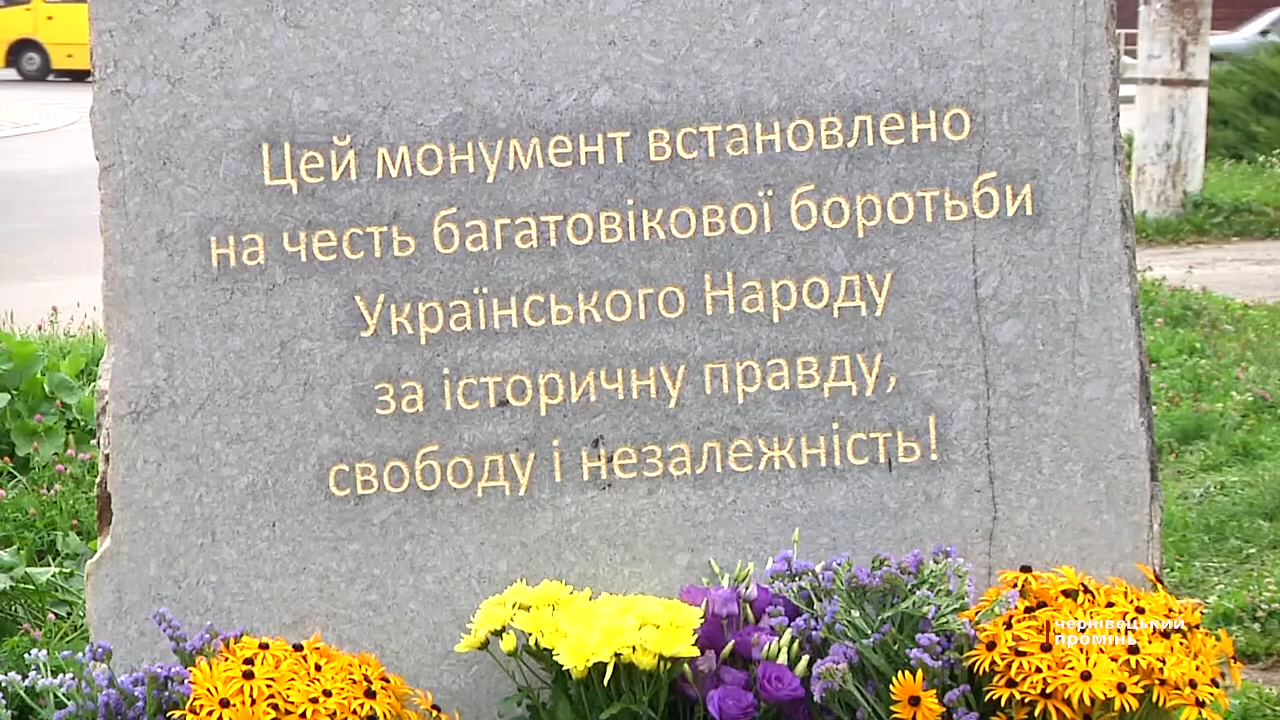 Цей монумент встановлено
на честь багатовікової боротьби
Українського Народу
за історичну правду,
свободу і незалежність!
чернівецький
промінь